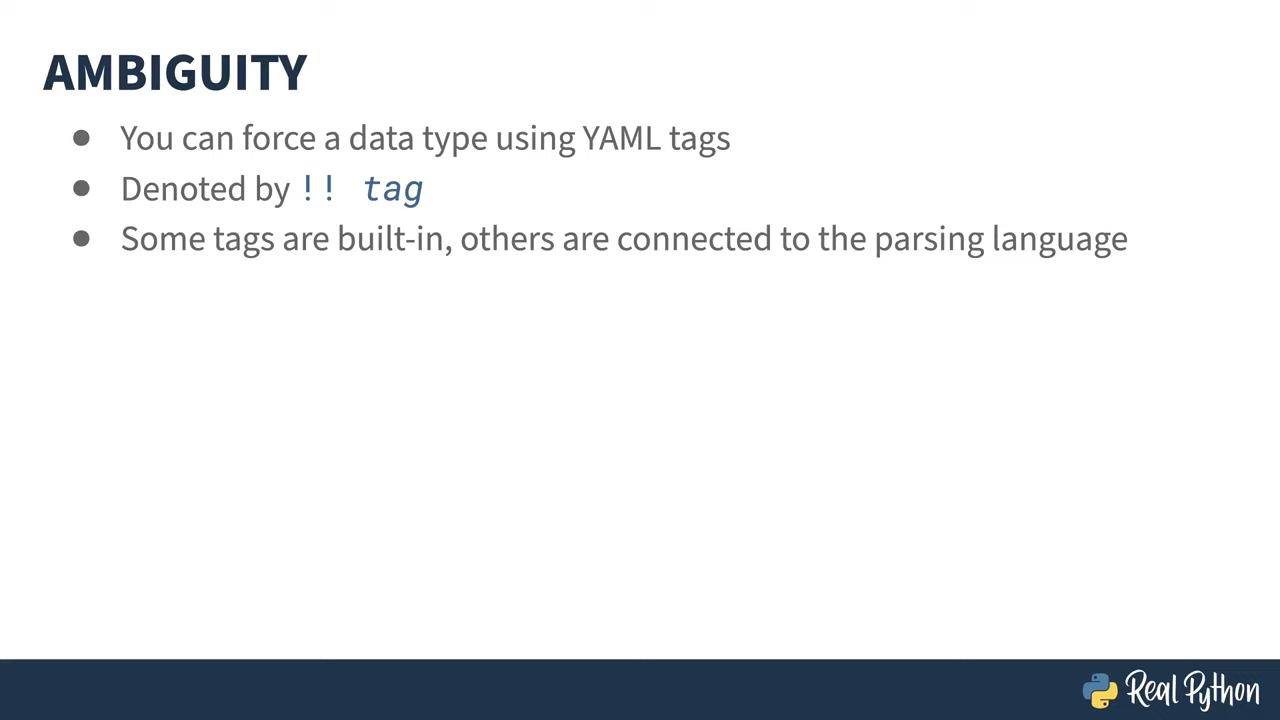 AMBIGUITY
● You can force a data type using YAML tags
● Denoted by !! tag
● Some tags are built-in, others are connected to the parsing language
Real Python